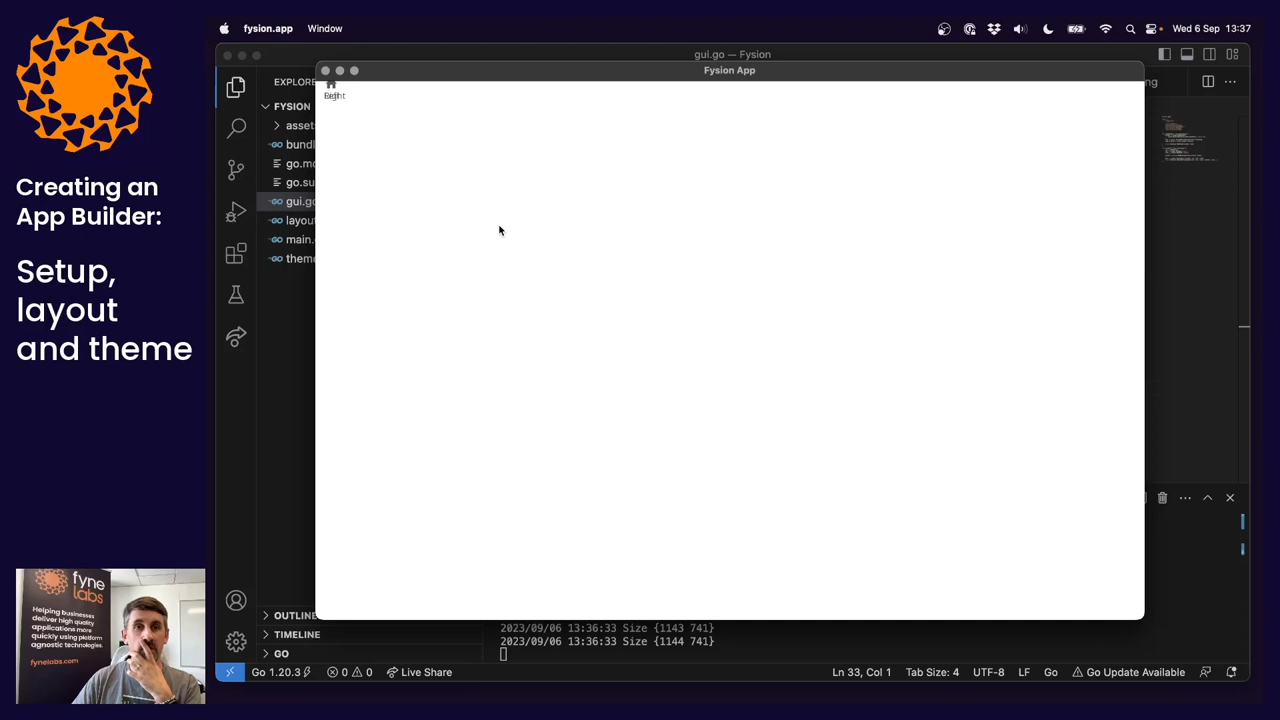 Creating an
App Builder:
Setup,
layout
and theme
fyne
labs
Helping businesses
deliver high quality
applications more
quickly using platform
agnostic technologies.
fynelabs.com
fysion.app Window
Wed 6 Sep 13:37
gui.go — Fysion
Fysion App
EXPLORE
FYSION
asset
bundl
go.mo
go.su
gui.go
layout
main.
theme
OUTLINE
TIMELINE
GO
2023/09/06 13:36:33 Size {1143 741}
2023/09/06 13:36:33 Size {1144 741}
Go 1.20.3 0 0 Live Share
Ln 33, Col 1 Tab Size: 4 UTF-8 LF Go Go Update Available